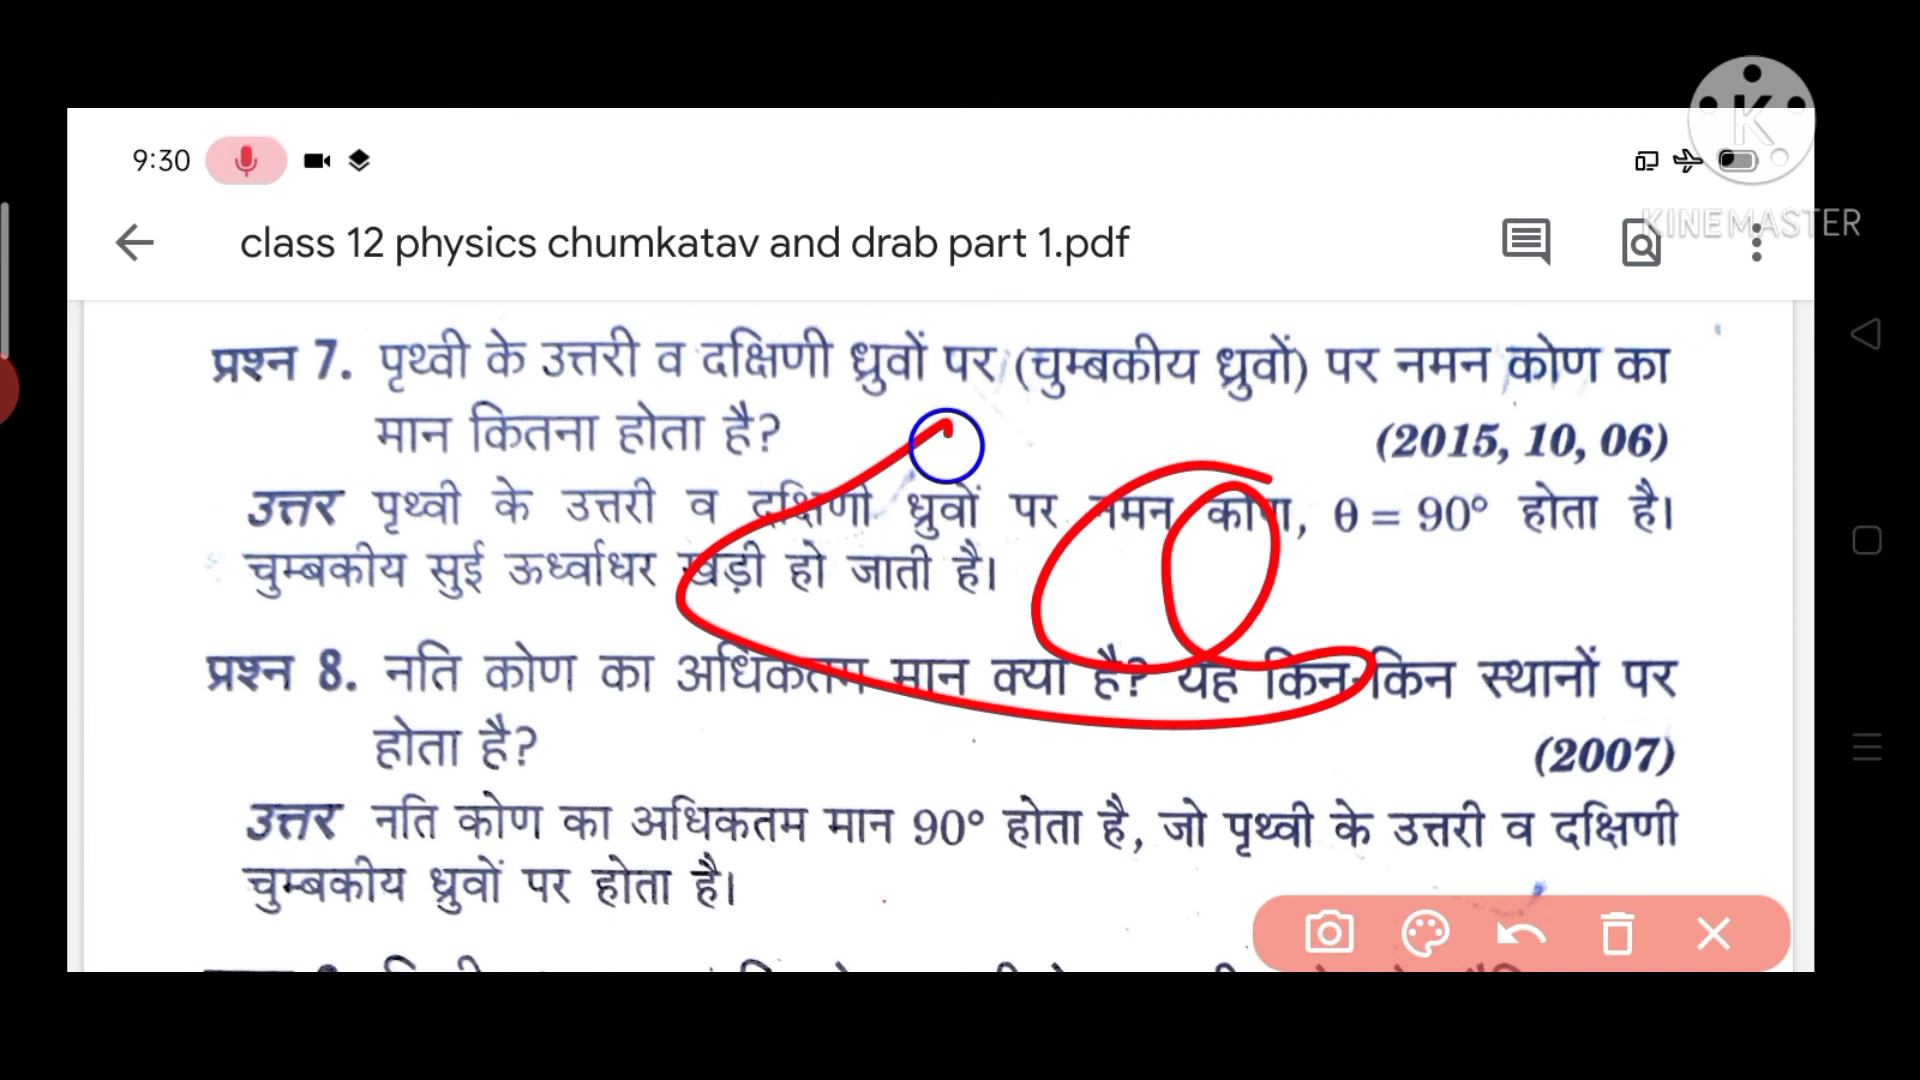 9:30
K
KINEMASTER
class 12 physics chumkatav and drab part 1.pdf
प्रश्न 7. पृथ्वी के उत्तरी व दक्षिणी ध्रुवों पर (चुम्बकीय ध्रुवों) पर नमन कोण का
मान कितना होता है? (2015, 10, 06)
उत्तर पृथ्वी के उत्तरी व दक्षिणी ध्रुवों पर नमन कोण, θ = 90° होता है।
चुम्बकीय सुई ऊर्ध्वाधर खड़ी हो जाती है।
प्रश्न 8. नति कोण का अधिकतम मान क्या है? यह किन-किन स्थानों पर
होता है? (2007)
उत्तर नति कोण का अधिकतम मान 90° होता है, जो पृथ्वी के उत्तरी व दक्षिणी
चुम्बकीय ध्रुवों पर होता है।